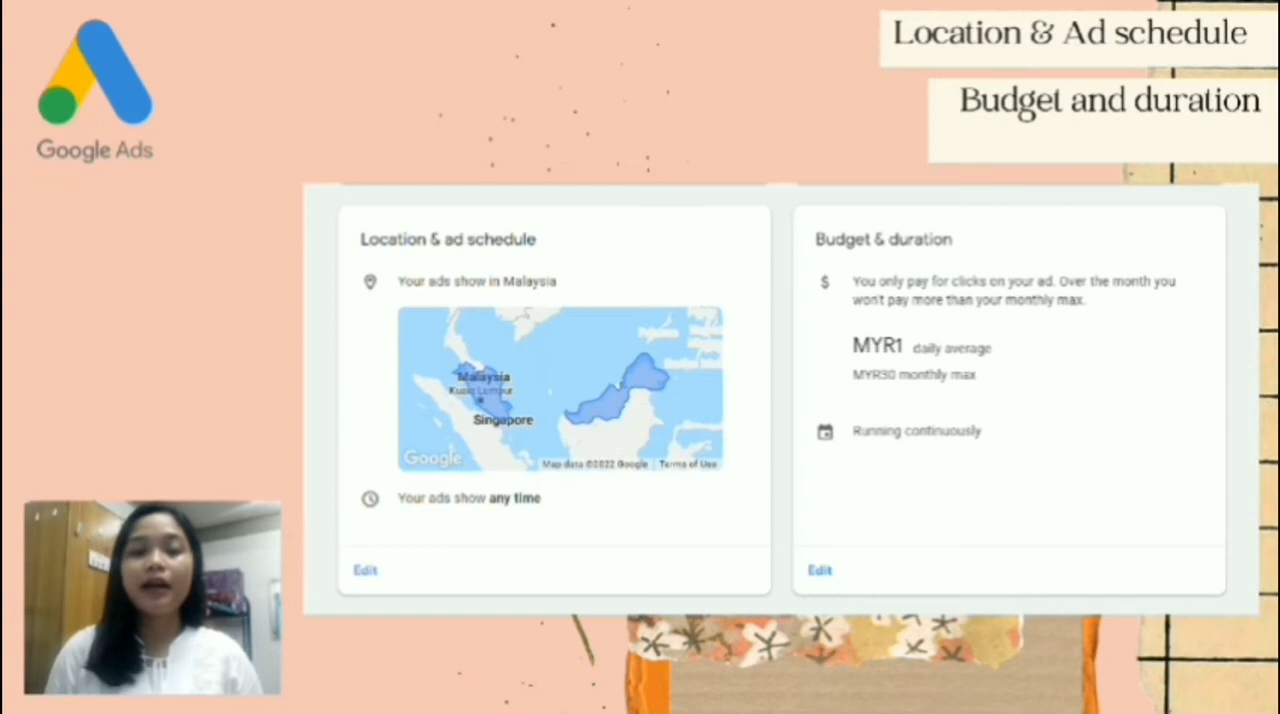 Google Ads
Location & Ad schedule
Budget and duration
Location & ad schedule
Your ads show in Malaysia
Malaysia
Kuala Lumpur
Singapore
Google
Map data ©2022 Google
Terms of Use
Your ads show any time
Edit
Budget & duration
$
You only pay for clicks on your ad. Over the month you
won't pay more than your monthly max.
MYR1 daily average
MYR30 monthly max
Running continuously
Edit